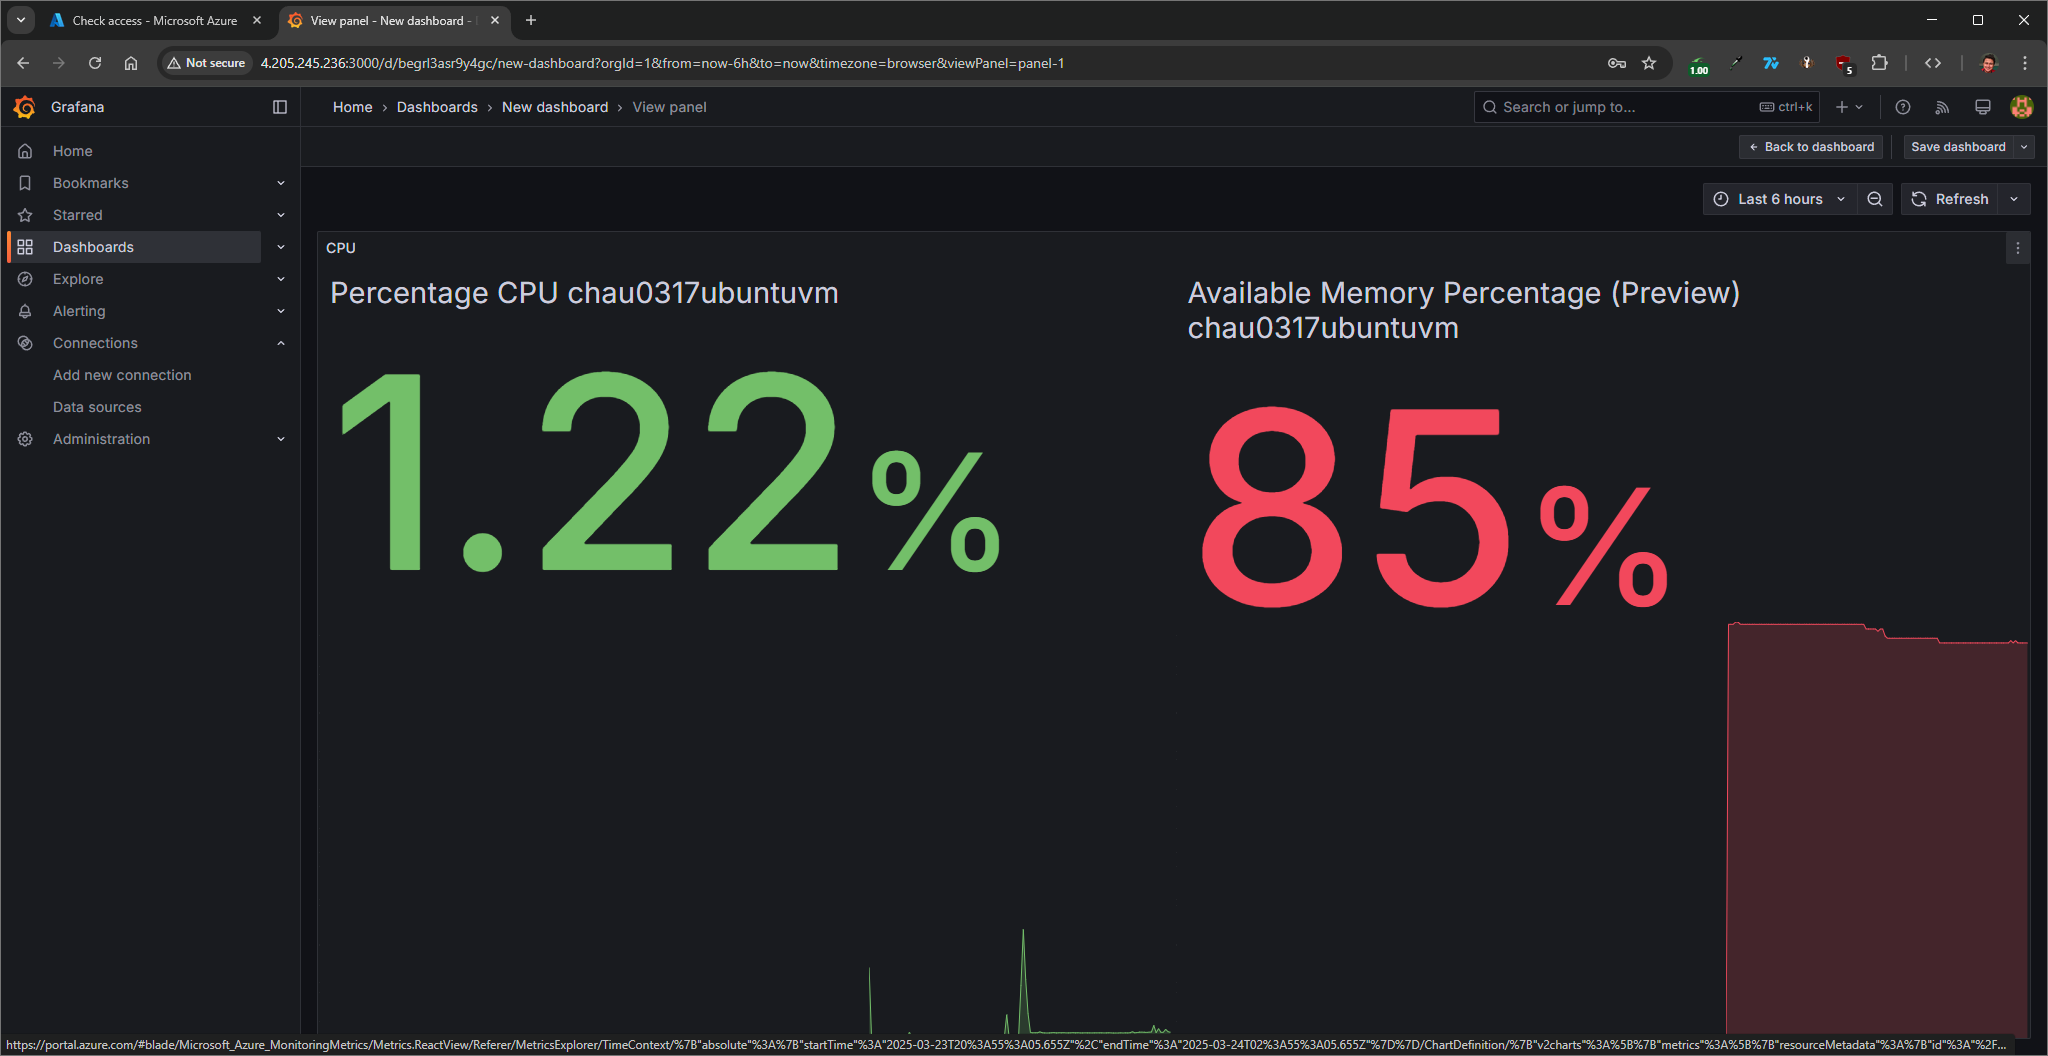 Check access - Microsoft Azure
View panel - New dashboard -
Not secure
4.205.245.236:3000/d/begrl3asr9y4gc/new-dashboard?orgId=1&from=now-6h&to=now&timezone=browser&viewPanel=panel-1
1.00
5
Grafana
Home › Dashboards › New dashboard › View panel
Search or jump to...
ctrl+k
Back to dashboard
Save dashboard
Home
Bookmarks
Starred
Dashboards
Explore
Alerting
Connections
Add new connection
Data sources
Administration
Last 6 hours
Refresh
CPU
Percentage CPU chau0317ubuntuvm
1.22%
Available Memory Percentage (Preview)
chau0317ubuntuvm
85%
https://portal.azure.com/#blade/Microsoft_Azure_MonitoringMetrics/Metrics.ReactView/Referer/MetricsExplorer/TimeContext/%7B"absolute"%3A%7B"startTime"%3A"2025-03-23T20%3A55%3A05.655Z"%2C"endTime"%3A"2025-03-24T02%3A55%3A05.655Z"%7D%7D/ChartDefinition/%7B"v2charts"%3A%5B%7B"metrics"%3A%5B%7B"resourceMetadata"%3A%7B"id"%3A"%2F...